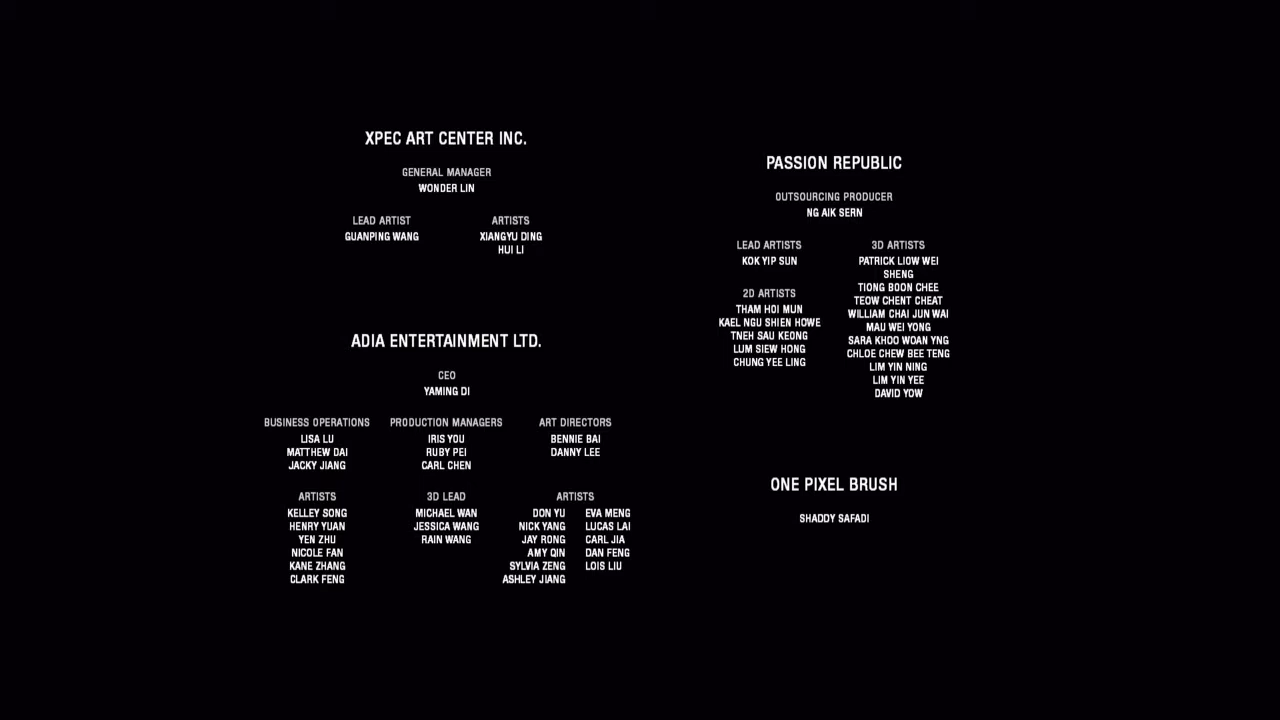 XPEC ART CENTER INC.
GENERAL MANAGER
WONDER LIN
LEAD ARTIST
GUANPING WANG
ARTISTS
XIANGYU DING
HUI LI
ADIA ENTERTAINMENT LTD.
CEO
YAMING DI
BUSINESS OPERATIONS
LISA LU
MATTHEW DAI
JACKY JIANG
PRODUCTION MANAGERS
IRIS YOU
RUBY PEI
CARL CHEN
ART DIRECTORS
BENNIE BAI
DANNY LEE
ARTISTS
KELLEY SONG
HENRY YUAN
YEN ZHU
NICOLE FAN
KANE ZHANG
CLARK FENG
3D LEAD
MICHAEL WAN
JESSICA WANG
RAIN WANG
ARTISTS
DON YU
NICK YANG
JAY RONG
AMY QIN
SYLVIA ZENG
ASHLEY JIANG
EVA MENG
LUCAS LAI
CARL JIA
DAN FENG
LOIS LIU
PASSION REPUBLIC
OUTSOURCING PRODUCER
NG AIK SERN
LEAD ARTISTS
KOK YIP SUN
2D ARTISTS
THAM HOI MUN
KAEL NGU SHIEN HOWE
TNEH SAU KEONG
LUM SIEW HONG
CHUNG YEE LING
3D ARTISTS
PATRICK LIOW WEI
SHENG
TIONG BOON CHEE
TEOW CHENT CHEAT
WILLIAM CHAI JUN WAI
MAU WEI YONG
SARA KHOO WOAN YNG
CHLOE CHEW BEE TENG
LIM YIN NING
LIM YIN YEE
DAVID YOW
ONE PIXEL BRUSH
SHADDY SAFADI